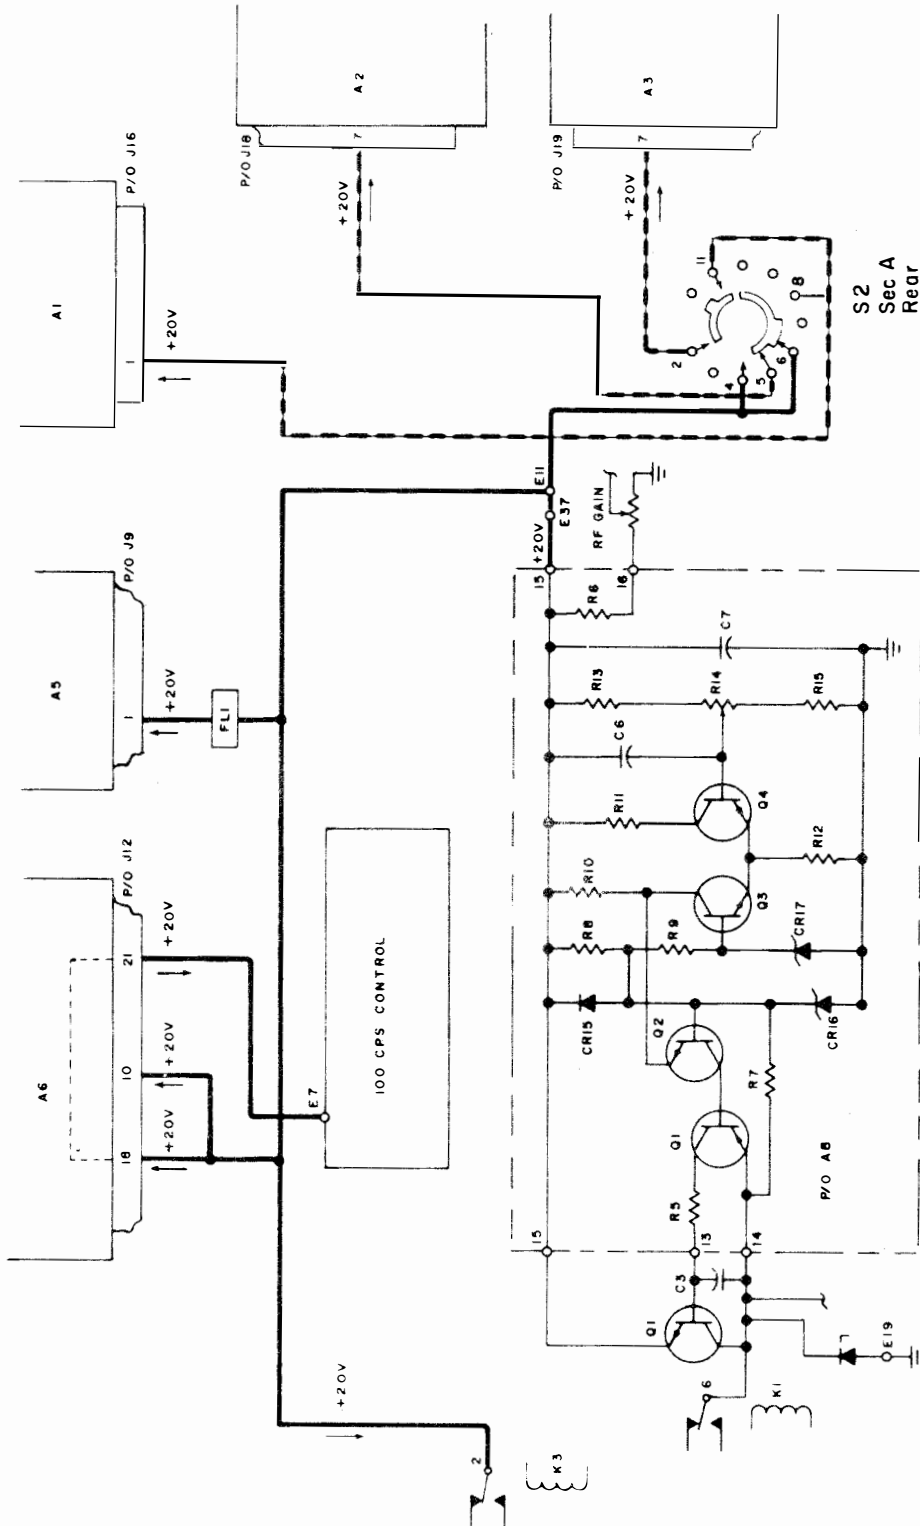 A2
P/O J18
7
+20V
A3
P/O J19
7
+20V
P/O J16
A1
1
+20V
S2
Sec A
Rear
11
8
2
4
5
6
E11
E37
+20V
RF GAIN
15
16
P/O J9
A5
1
+20V
FL1
P/O J12
A6
21
10
18
+20V
+20V
+20V
E7
100 CPS CONTROL
R6
C7
R13
R14
R15
C6
R11
Q4
R12
R10
R8
R9
Q3
CR17
CR15
Q2
CR16
R7
Q1
R5
P/O A8
15
13
14
C3
Q1
E19
6
K1
+20V
2
K3